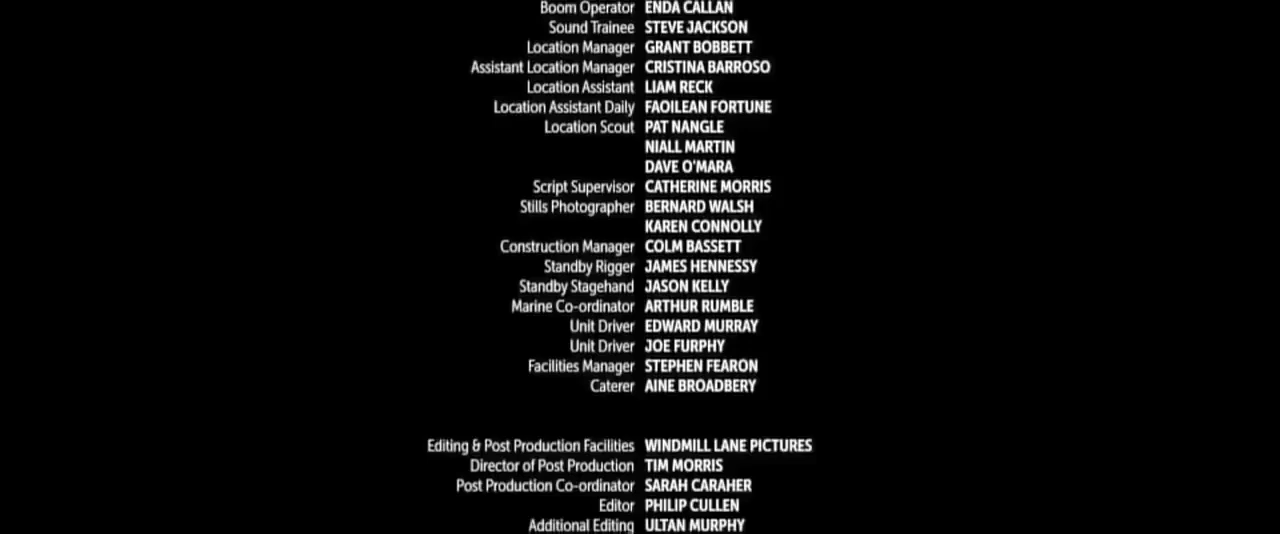 Boom Operator ENDA CALLAN
Sound Trainee STEVE JACKSON
Location Manager GRANT BOBBETT
Assistant Location Manager CRISTINA BARROSO
Location Assistant LIAM RECK
Location Assistant Daily FAOILEAN FORTUNE
Location Scout PAT NANGLE
NIALL MARTIN
DAVE O'MARA
Script Supervisor CATHERINE MORRIS
Stills Photographer BERNARD WALSH
KAREN CONNOLLY
Construction Manager COLM BASSETT
Standby Rigger JAMES HENNESSY
Standby Stagehand JASON KELLY
Marine Co-ordinator ARTHUR RUMBLE
Unit Driver EDWARD MURRAY
Unit Driver JOE FURPHY
Facilities Manager STEPHEN FEARON
Caterer AINE BROADBERY
Editing & Post Production Facilities WINDMILL LANE PICTURES
Director of Post Production TIM MORRIS
Post Production Co-ordinator SARAH CARAHER
Editor PHILIP CULLEN
Additional Editing ULTAN MURPHY